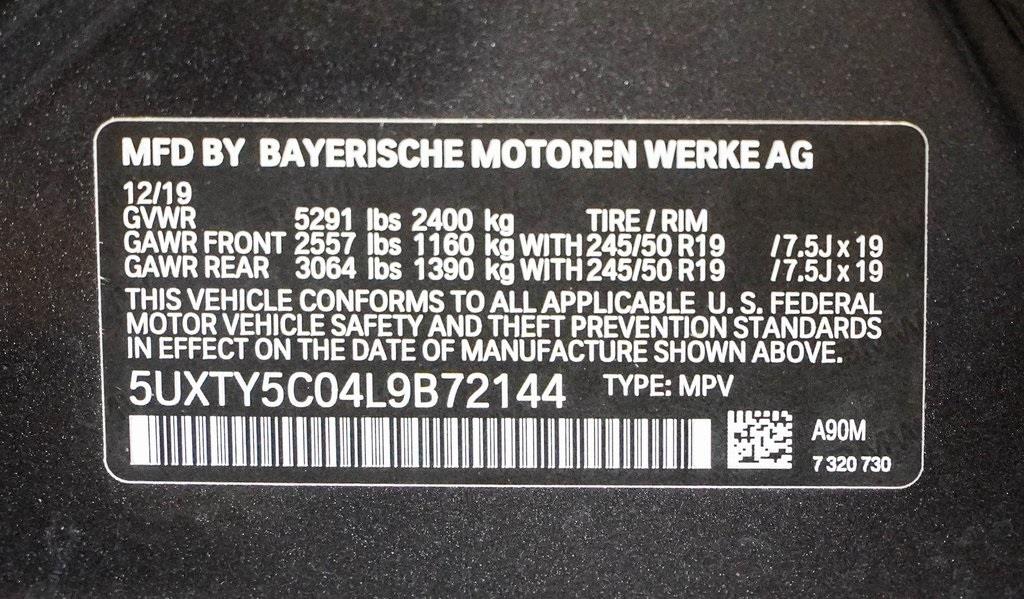 MFD BY BAYERISCHE MOTOREN WERKE AG
12/19
GVWR 5291 lbs 2400 kg TIRE / RIM
GAWR FRONT 2557 lbs 1160 kg WITH 245/50 R19 /7.5J x 19
GAWR REAR 3064 lbs 1390 kg WITH 245/50 R19 /7.5J x 19
THIS VEHICLE CONFORMS TO ALL APPLICABLE U. S. FEDERAL
MOTOR VEHICLE SAFETY AND THEFT PREVENTION STANDARDS
IN EFFECT ON THE DATE OF MANUFACTURE SHOWN ABOVE.
5UXTY5C04L9B72144 TYPE: MPV
A90M
7 320 730